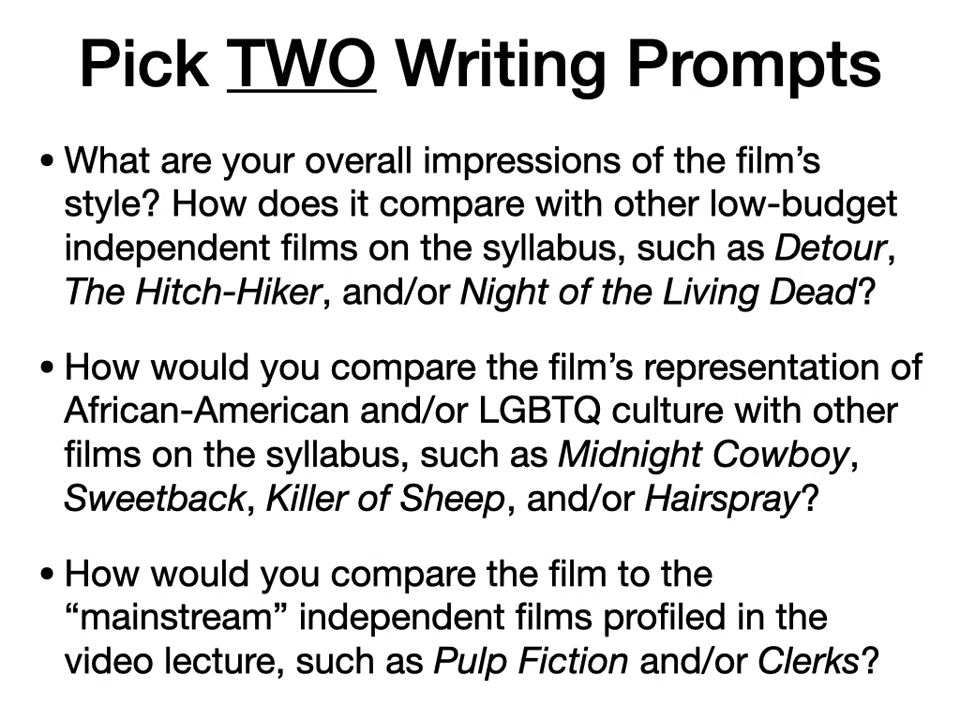 Pick TWO Writing Prompts
• What are your overall impressions of the film’s
style? How does it compare with other low-budget
independent films on the syllabus, such as Detour,
The Hitch-Hiker, and/or Night of the Living Dead?
• How would you compare the film’s representation of
African-American and/or LGBTQ culture with other
films on the syllabus, such as Midnight Cowboy,
Sweetback, Killer of Sheep, and/or Hairspray?
• How would you compare the film to the
“mainstream” independent films profiled in the
video lecture, such as Pulp Fiction and/or Clerks?